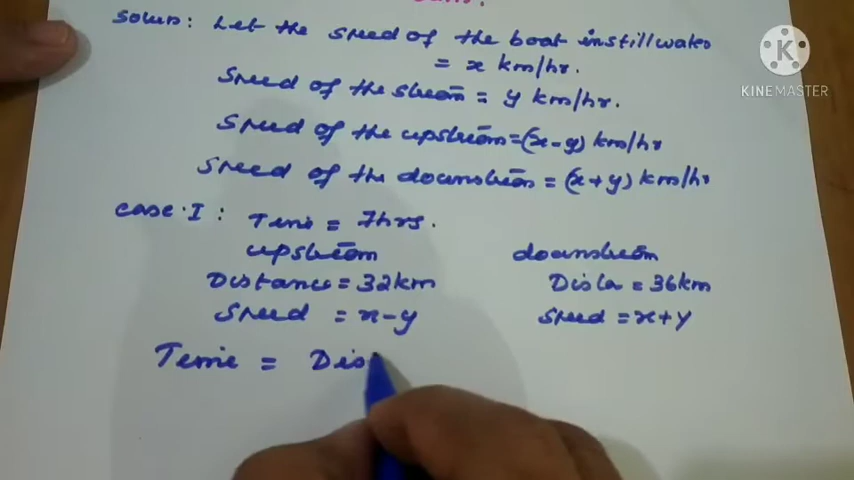 Soln: Let the speed of the boat in still water
= x km/hr.
Speed of the stream = y km/hr.
Speed of the upstream = (x-y) km/hr
Speed of the downstream = (x+y) km/hr
case.I : Time = 7hrs.
upstream
downstream
Distance = 32km
Dista = 36km
Speed = x-y
Speed = x+y
Time = Dis
K
KINEMASTER